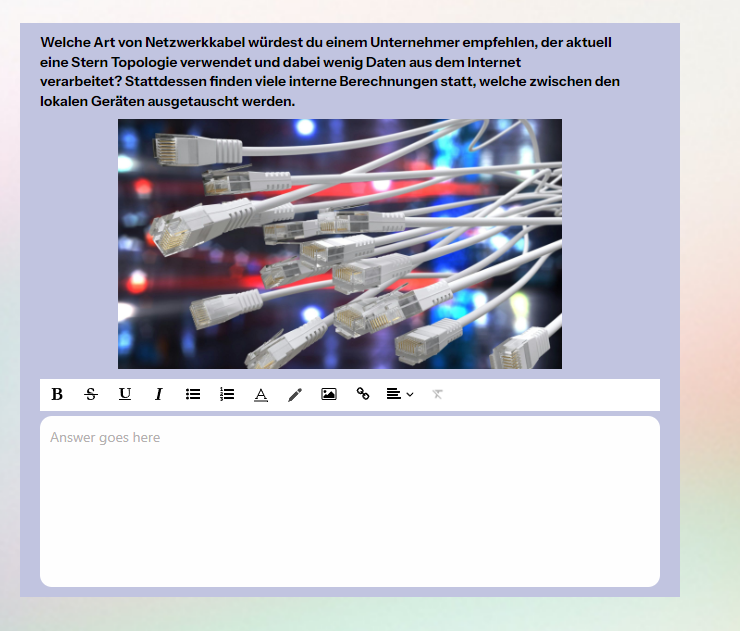 Welche Art von Netzwerkkabel würdest du einem Unternehmer empfehlen, der aktuell
eine Stern Topologie verwendet und dabei wenig Daten aus dem Internet
verarbeitet? Stattdessen finden viele interne Berechnungen statt, welche zwischen den
lokalen Geräten ausgetauscht werden.
B S U I A
Answer goes here